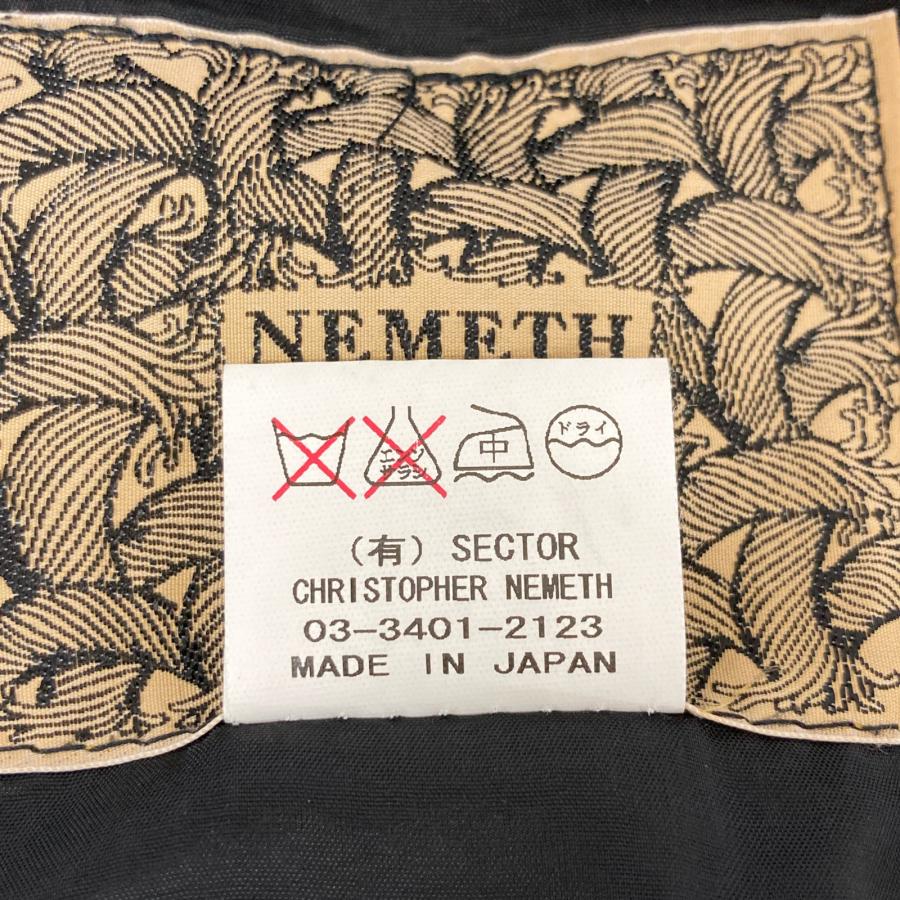 NEMETH
エンソ
サラシ
中
ドライ
(有) SECTOR
CHRISTOPHER NEMETH
03-3401-2123
MADE IN JAPAN